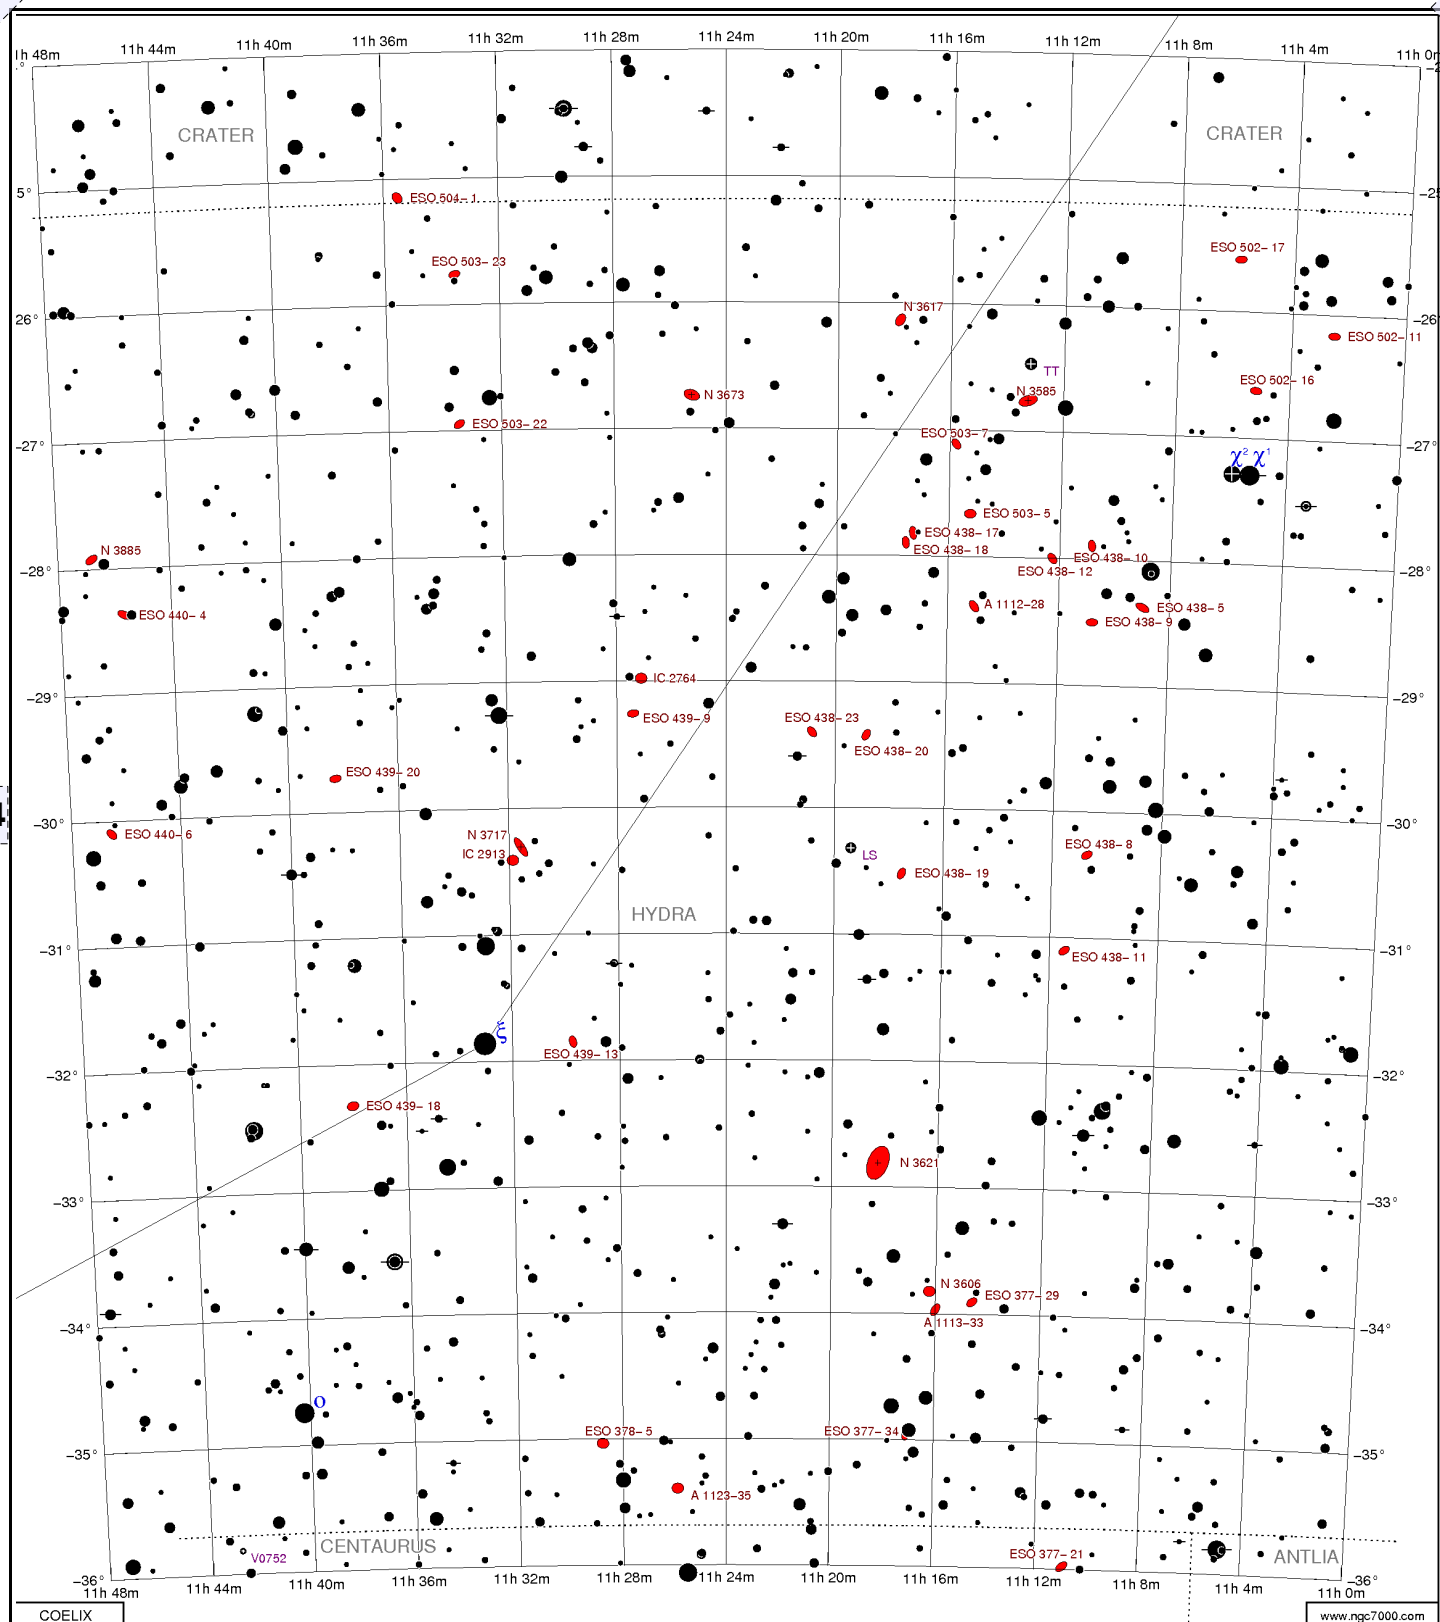 1h 48m 11h 44m 11h 40m 11h 36m 11h 32m 11h 28m 11h 24m 11h 20m 11h 16m 11h 12m 11h 8m 11h 4m 11h 0m
CRATER CRATER
5° ESO 504-1 -25
ESO 503-23 ESO 502-17
26° N 3617 -26
ESO 502-11
TT
N 3673 N 3585 ESO 502-16
ESO 503-22 ESO 503-7
-27° -27°
χ² χ¹
ESO 503-5
N 3885 ESO 438-17
ESO 438-18 ESO 438-10
-28° ESO 438-12 -28°
ESO 440-4 A 1112-28 ESO 438-5
ESO 438-9
IC 2764
-29° -29°
ESO 439-9 ESO 438-23
ESO 438-20
ESO 439-20
-30° -30°
ESO 440-6 N 3717
IC 2913 LS ESO 438-8
ESO 438-19
HYDRA
-31° -31°
ESO 438-11
ξ
ESO 439-13
-32° -32°
ESO 439-18
N 3621
-33° -33°
N 3606
ESO 377-29
A 1113-33
-34° -34°
ο
ESO 378-5 ESO 377-34
-35° -35°
A 1123-35
CENTAURUS
V0752 ESO 377-21 ANTLIA
-36° -36°
11h 48m 11h 44m 11h 40m 11h 36m 11h 32m 11h 28m 11h 24m 11h 20m 11h 16m 11h 12m 11h 8m 11h 4m 11h 0m
COELIX www.ngc7000.com